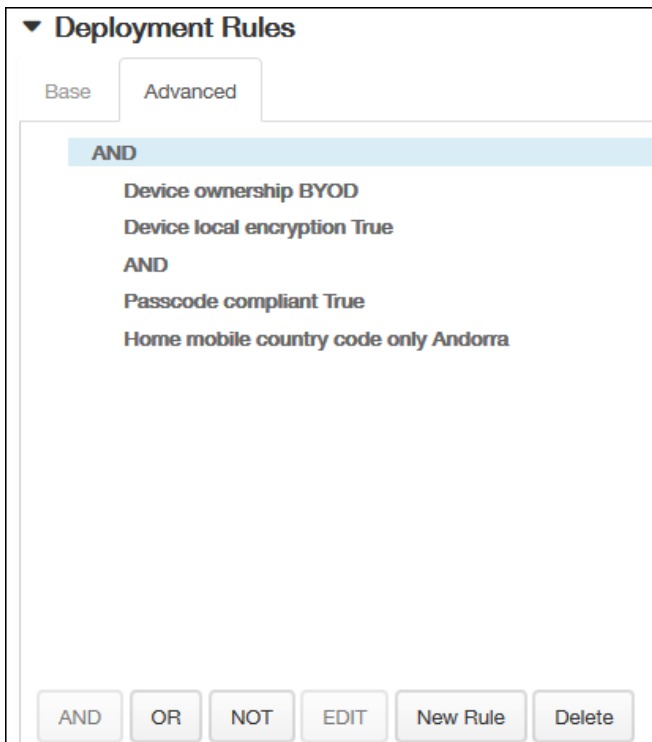 Deployment Rules
Base Advanced
AND
Device ownership BYOD
Device local encryption True
AND
Passcode compliant True
Home mobile country code only Andorra
AND OR NOT EDIT New Rule Delete